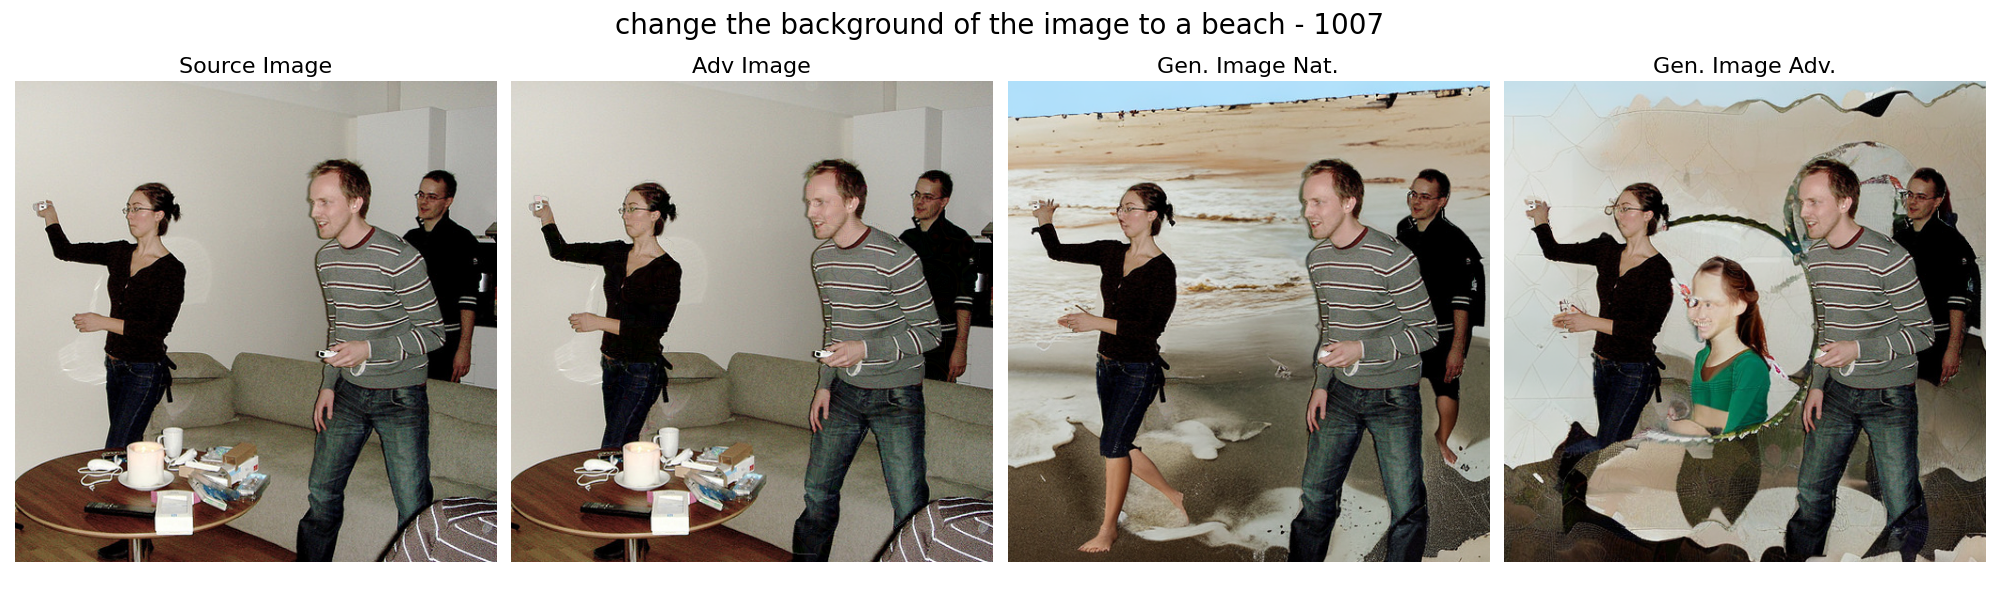 change the background of the image to a beach - 1007
Source Image
Adv Image
Gen. Image Nat.
Gen. Image Adv.